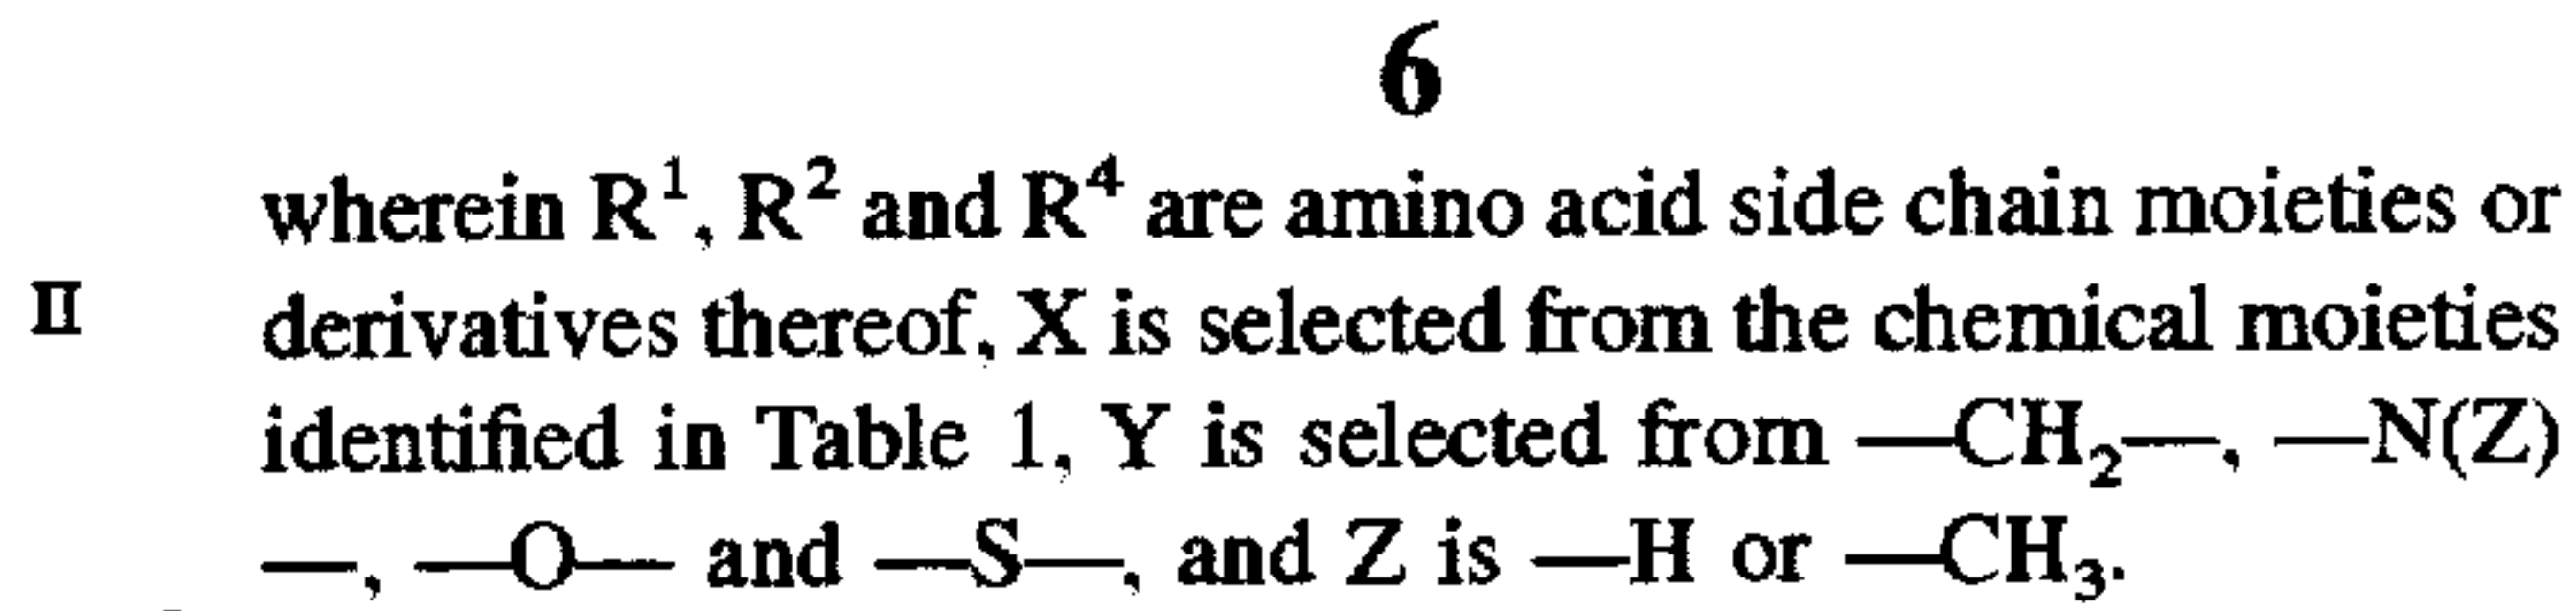 6
wherein R¹, R² and R⁴ are amino acid side chain moieties or
II
derivatives thereof, X is selected from the chemical moieties
identified in Table 1, Y is selected from —CH₂—, —N(Z)
—, —O— and —S—, and Z is —H or —CH₃.